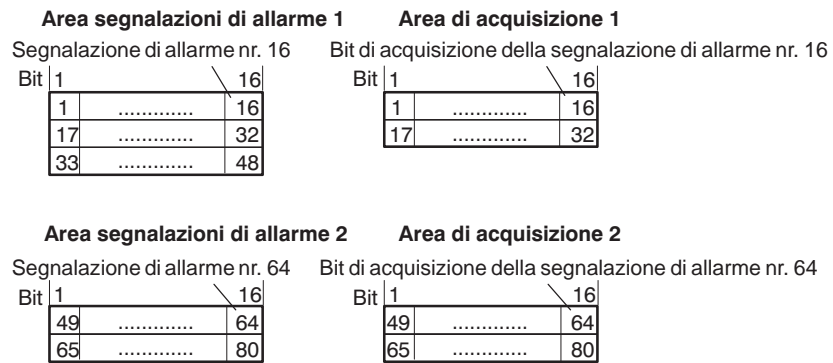 Area segnalazioni di allarme 1 Area di acquisizione 1
Segnalazione di allarme nr. 16 Bit di acquisizione della segnalazione di allarme nr. 16
Bit 1 16 Bit 1 16
1 ............. 16 1 ............. 16
17 ............. 32 17 ............. 32
33 ............. 48
Area segnalazioni di allarme 2 Area di acquisizione 2
Segnalazione di allarme nr. 64 Bit di acquisizione della segnalazione di allarme nr. 64
Bit 1 16 Bit 1 16
49 ............. 64 49 ............. 64
65 ............. 80 65 ............. 80